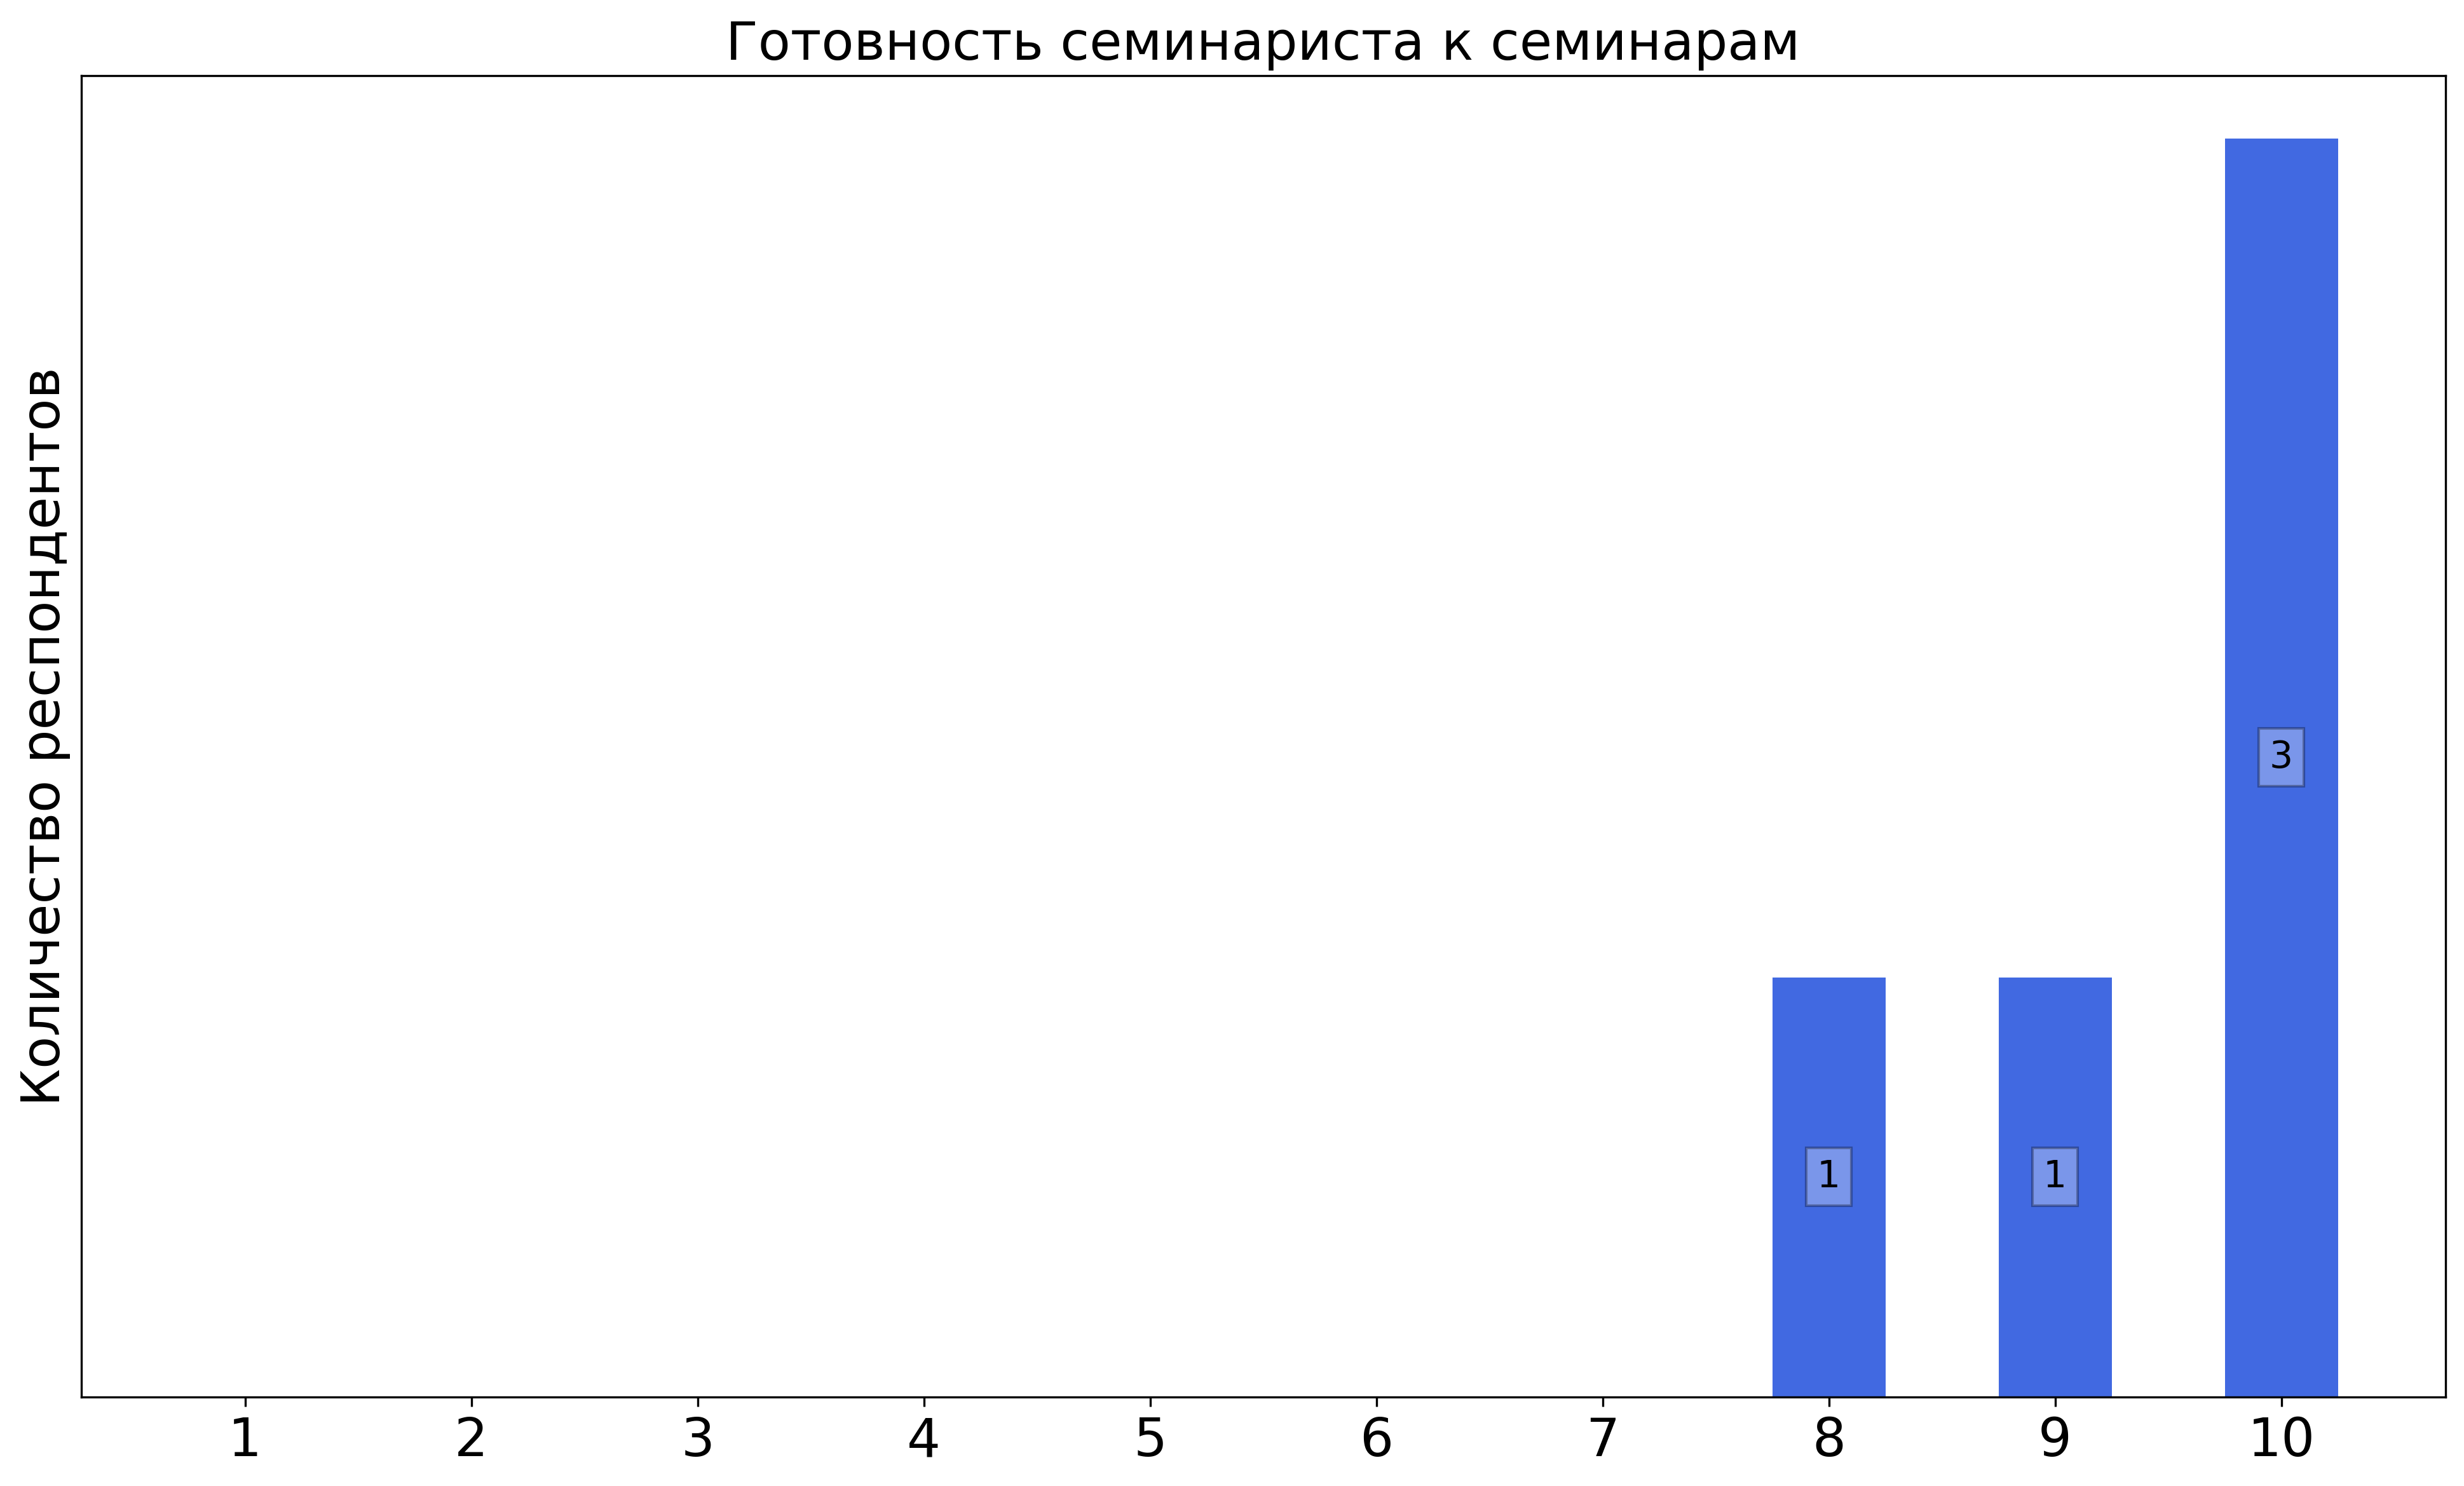 Готовность семинариста к семинарам
Количество респондентов
3
1
1
1 2 3 4 5 6 7 8 9 10